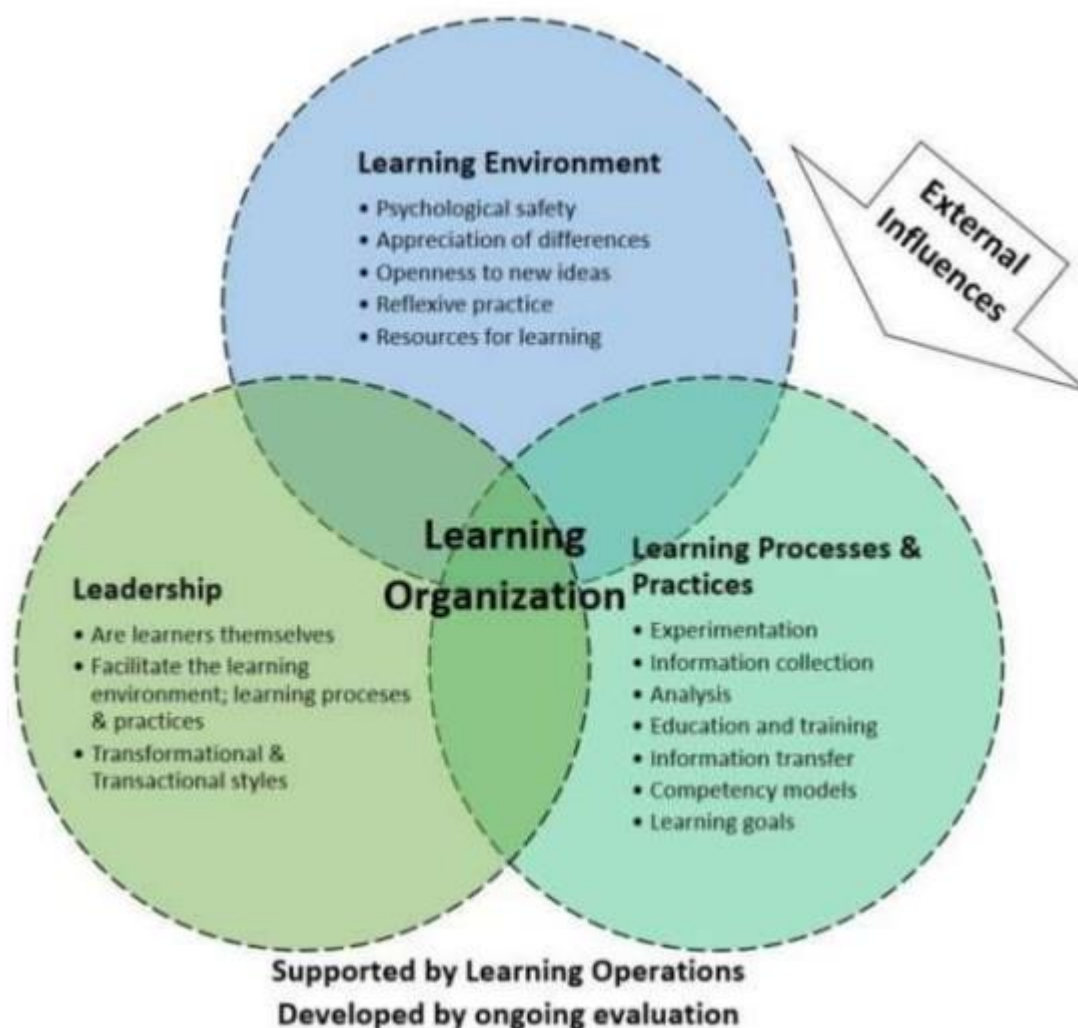 Learning Environment
• Psychological safety
• Appreciation of differences
• Openness to new ideas
• Reflexive practice
• Resources for learning
External
Influences
Learning
Organization
Leadership
• Are learners themselves
• Facilitate the learning
environment; learning proceses
& practices
• Transformational &
Transactional styles
Learning Processes &
Practices
• Experimentation
• Information collection
• Analysis
• Education and training
• Information transfer
• Competency models
• Learning goals
Supported by Learning Operations
Developed by ongoing evaluation